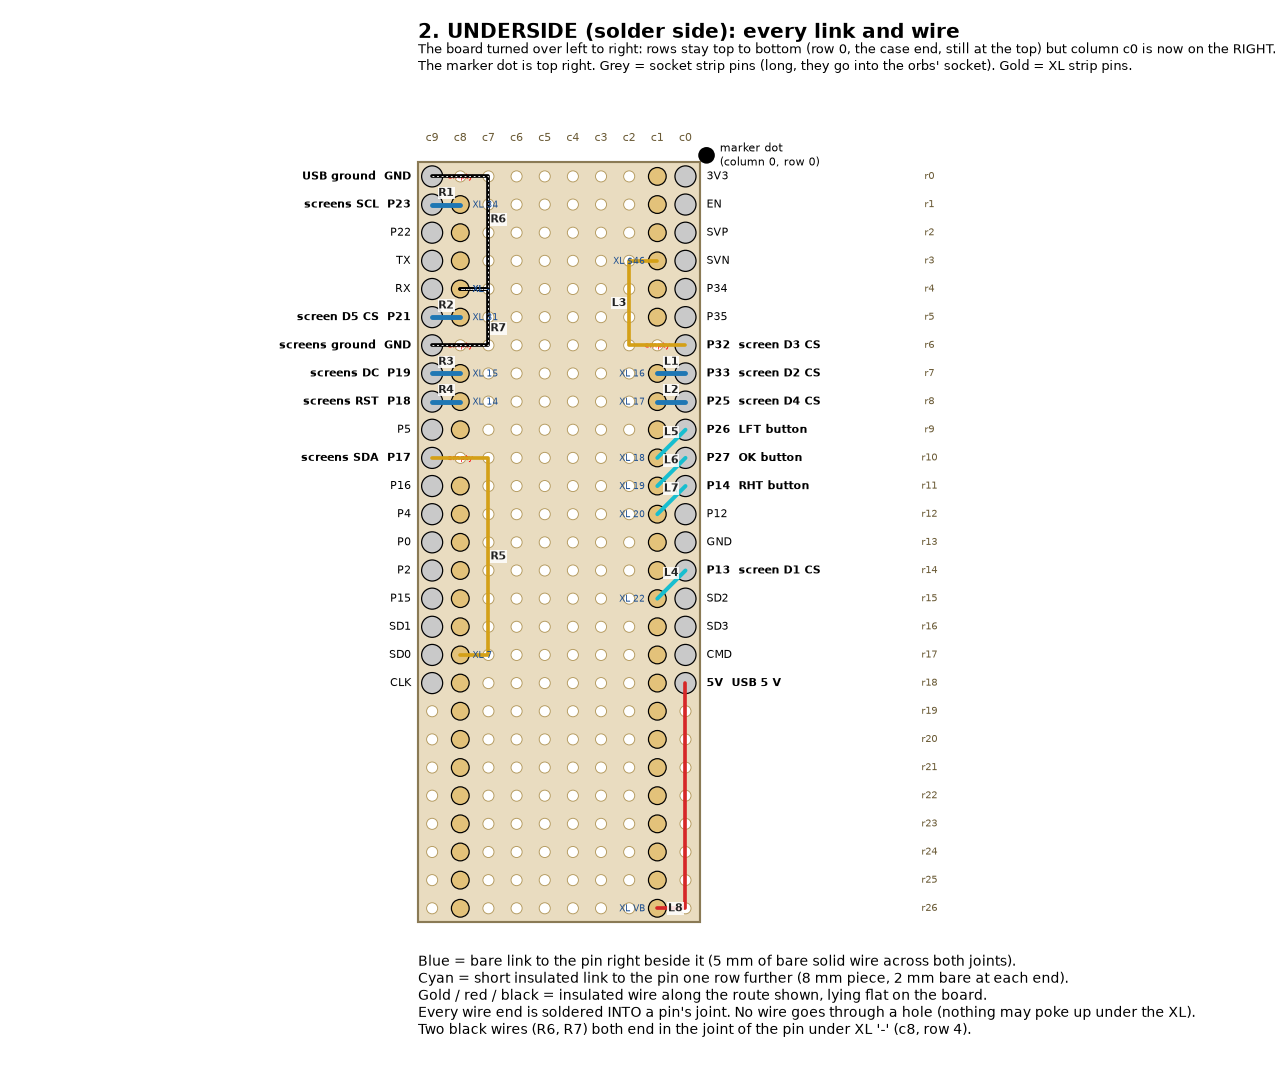 2. UNDERSIDE (solder side): every link and wire
The board turned over left to right: rows stay top to bottom (row 0, the case end, still at the top) but column c0 is now on the RIGHT.
The marker dot is top right. Grey = socket strip pins (long, they go into the orbs' socket). Gold = XL strip pins.
c9 c8 c7 c6 c5 c4 c3 c2 c1 c0
marker dot
(column 0, row 0)
USB ground GND 3V3 r0
R1
screens SCL P23 EN r1
R6
P22 SVP r2
TX XL S46 SVN r3
RX P34 r4
R2 L3
screen D5 CS P21 P35 r5
R7
screens ground GND P32 screen D3 CS r6
R3 L1
screens DC P19 XL 15 XL 16 P33 screen D2 CS r7
R4 L2
screens RST P18 XL 14 XL 17 P25 screen D4 CS r8
P5 L5 P26 LFT button r9
screens SDA P17 XL 18 L6 P27 OK button r10
P16 XL 19 L7 P14 RHT button r11
P4 XL 20 P12 r12
P0 GND r13
R5
P2 L4 P13 screen D1 CS r14
P15 XL 22 SD2 r15
SD1 SD3 r16
SD0 XL 7 CMD r17
CLK 5V USB 5 V r18
r19
r20
r21
r22
r23
r24
r25
XL VB L8 r26
Blue = bare link to the pin right beside it (5 mm of bare solid wire across both joints).
Cyan = short insulated link to the pin one row further (8 mm piece, 2 mm bare at each end).
Gold / red / black = insulated wire along the route shown, lying flat on the board.
Every wire end is soldered INTO a pin's joint. No wire goes through a hole (nothing may poke up under the XL).
Two black wires (R6, R7) both end in the joint of the pin under XL '-' (c8, row 4).